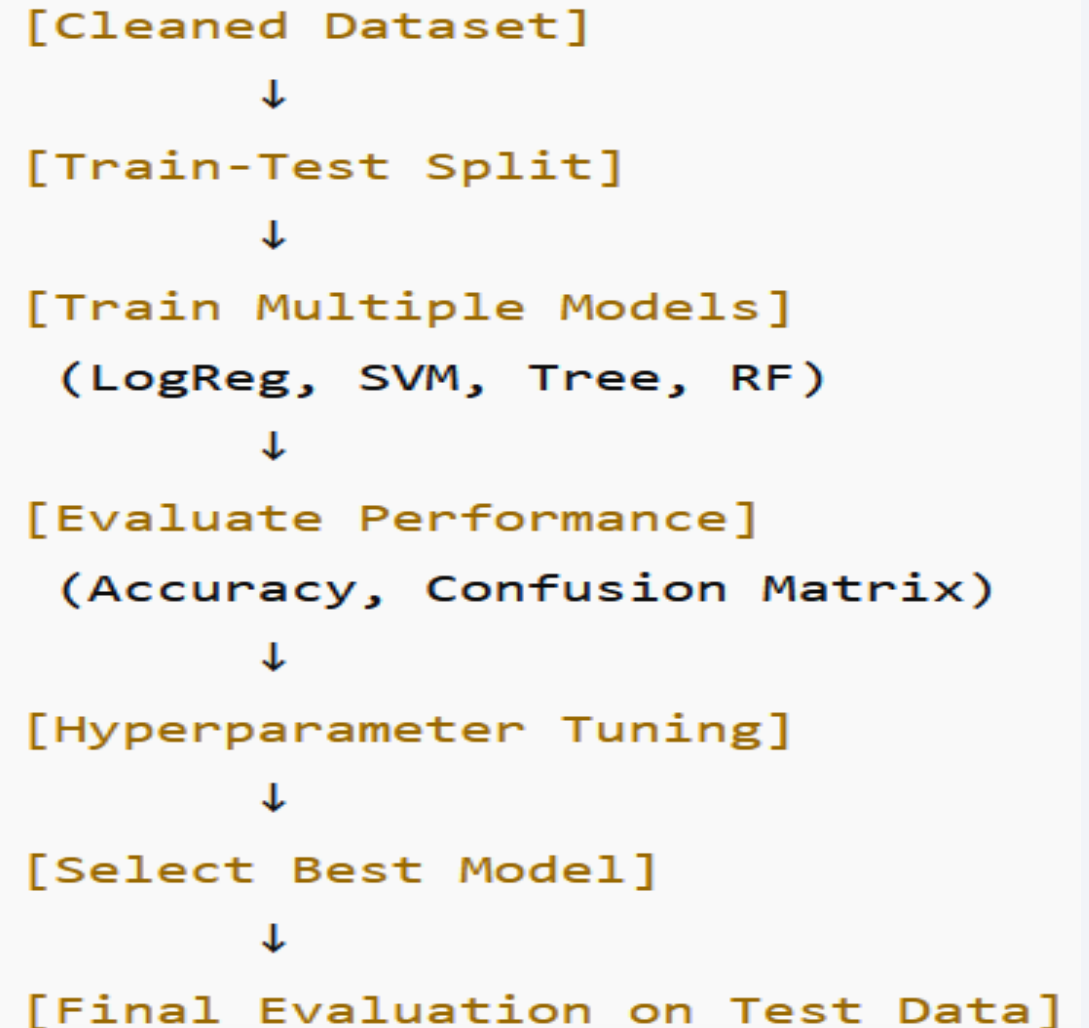 [Cleaned Dataset]
↓
[Train-Test Split]
↓
[Train Multiple Models]
(LogReg, SVM, Tree, RF)
↓
[Evaluate Performance]
(Accuracy, Confusion Matrix)
↓
[Hyperparameter Tuning]
↓
[Select Best Model]
↓
[Final Evaluation on Test Data]